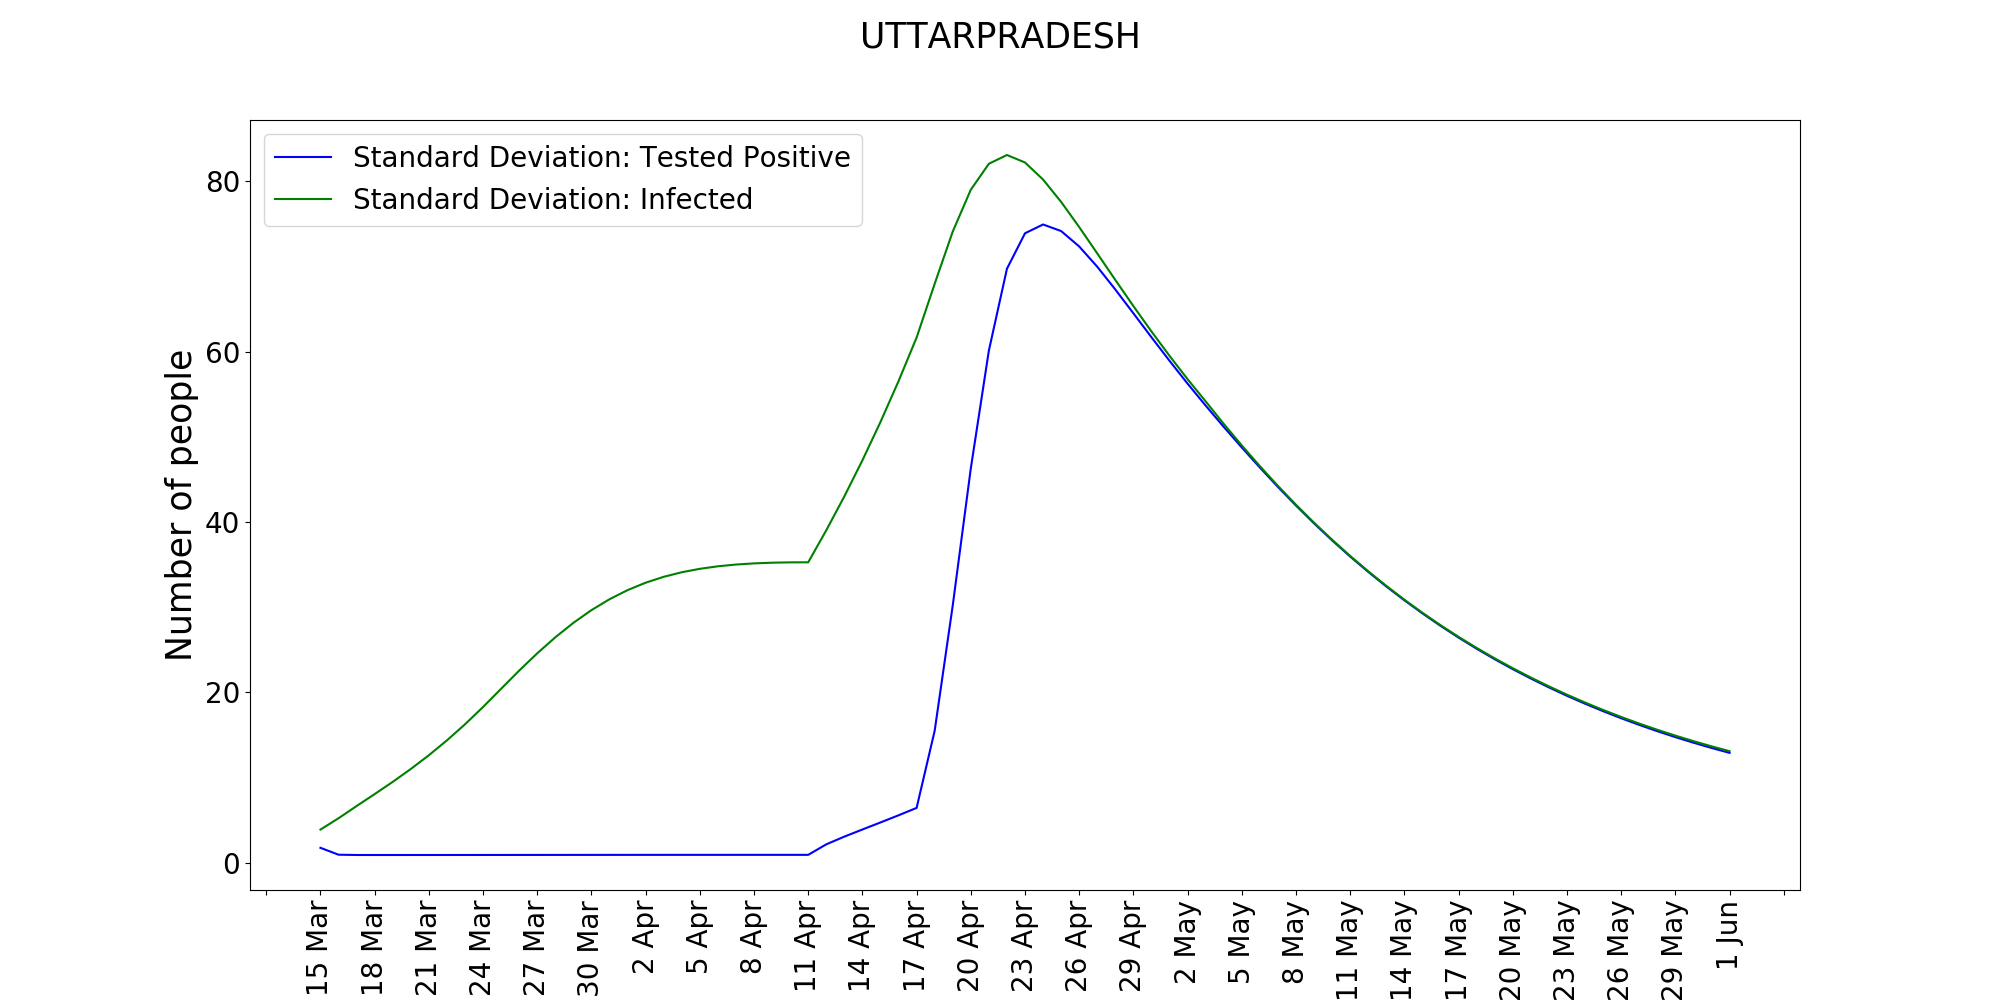 UTTARPRADESH
Standard Deviation: Tested Positive
Standard Deviation: Infected
Number of people
80
60
40
20
0
15 Mar
18 Mar
21 Mar
24 Mar
27 Mar
30 Mar
2 Apr
5 Apr
8 Apr
11 Apr
14 Apr
17 Apr
20 Apr
23 Apr
26 Apr
29 Apr
2 May
5 May
8 May
11 May
14 May
17 May
20 May
23 May
26 May
29 May
1 Jun